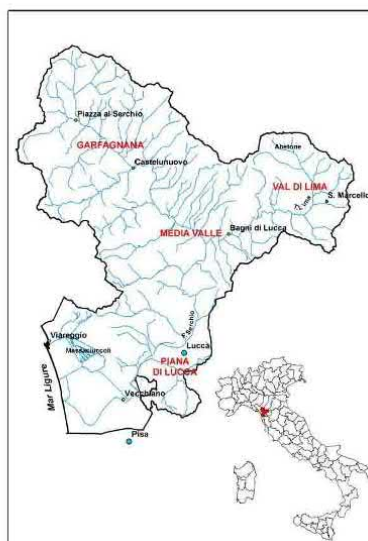 Piazza al Serchio
GARFAGNANA
Castelnuovo
Abetone
VAL DI LIMA
S. Marcello
T. Lima
MEDIA VALLE
Bagni di Lucca
F. Serchio
Viareggio
Massaciuccoli
Lucca
PIANA
DI LUCCA
Mar Ligure
Vecchiano
Pisa